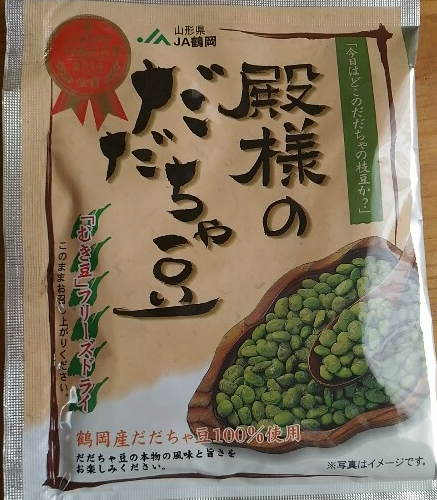 山形県
JA鶴岡
「今日はどこのだだちゃの枝豆か？」
殿様の
だだちゃ豆
「むき豆」フリーズドライ
このままお召し上がりください。
鶴岡産だだちゃ豆100%使用
だだちゃ豆の本物の風味と旨さを
お楽しみください。
※写真はイメージです。